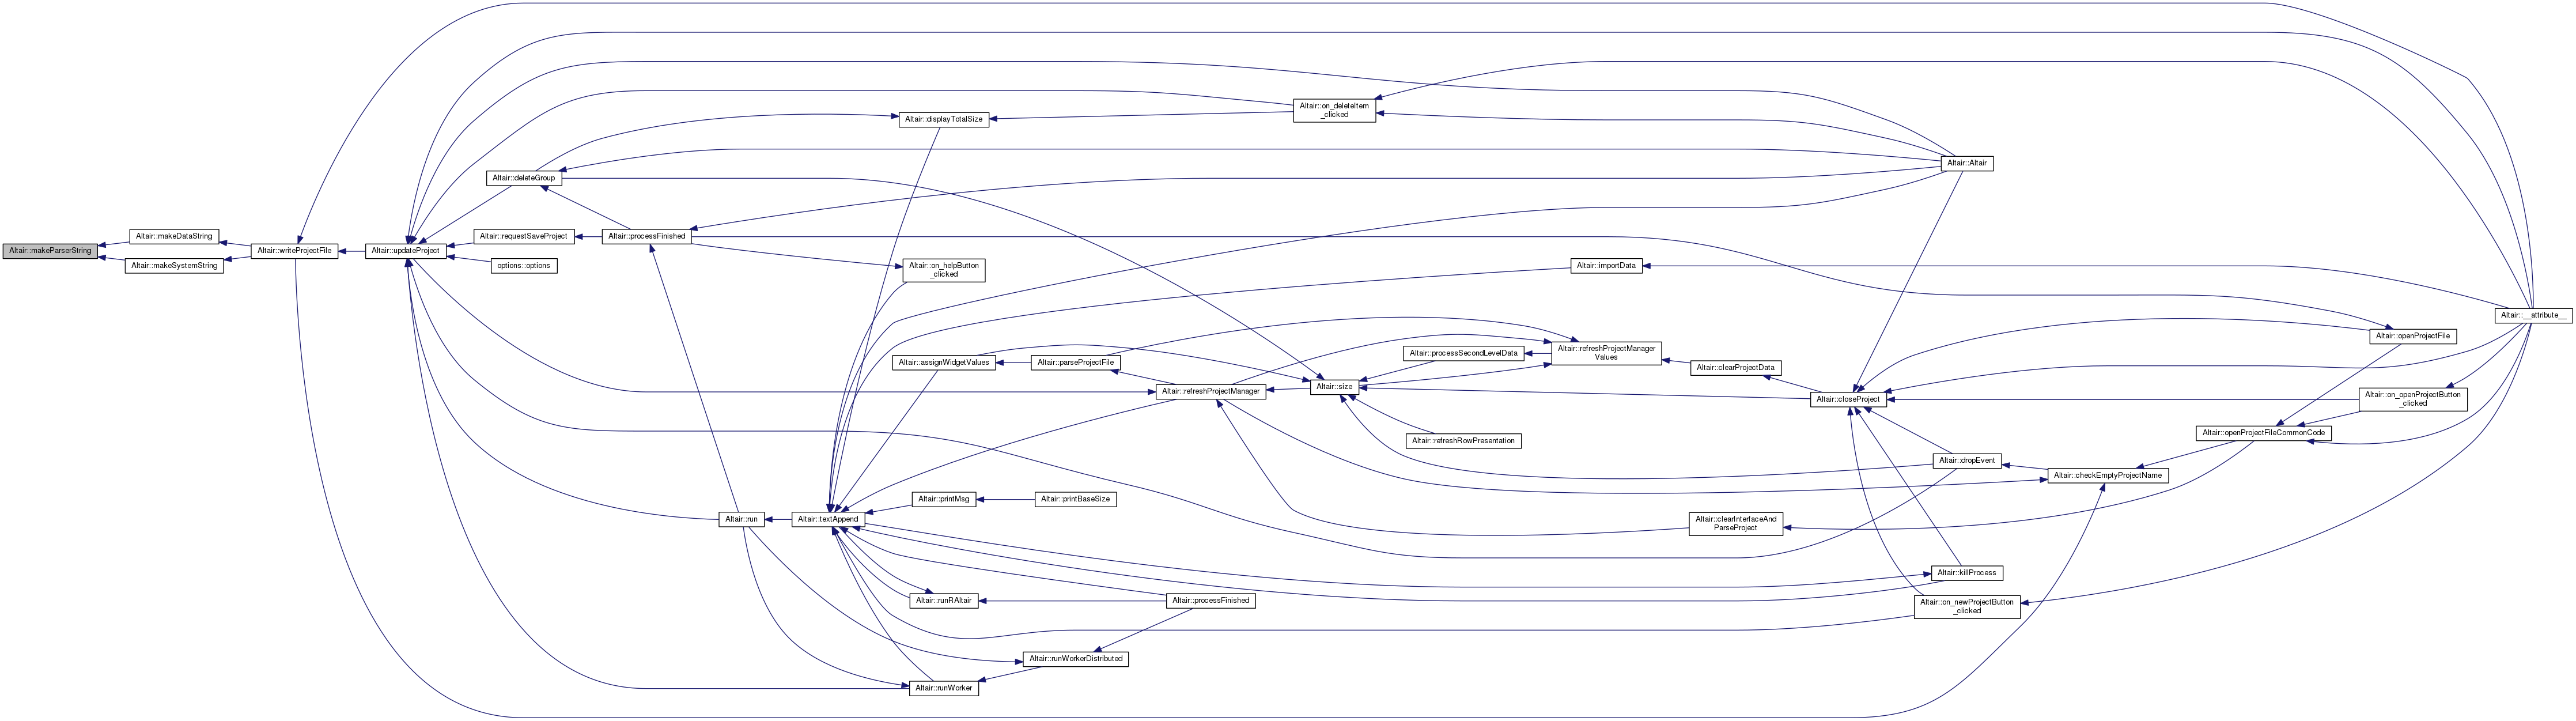 Altair::makeParserString
Altair::makeDataString
Altair::makeSystemString
Altair::writeProjectFile
Altair::updateProject
Altair::deleteGroup
Altair::requestSaveProject
options::options
Altair::processFinished
Altair::run
Altair::textAppend
Altair::displayTotalSize
Altair::on_helpButton
_clicked
Altair::assignWidgetValues
Altair::printMsg
Altair::runRAltair
Altair::runWorker
Altair::parseProjectFile
Altair::printBaseSize
Altair::runWorkerDistributed
Altair::refreshProjectManager
Altair::processFinished
Altair::on_deleteItem
_clicked
Altair::size
Altair::processSecondLevelData
Altair::refreshRowPresentation
Altair::importData
Altair::refreshProjectManager
Values
Altair::clearProjectData
Altair::clearInterfaceAnd
ParseProject
Altair::closeProject
Altair::Altair
Altair::dropEvent
Altair::killProcess
Altair::on_newProjectButton
_clicked
Altair::checkEmptyProjectName
Altair::openProjectFileCommonCode
Altair::openProjectFile
Altair::on_openProjectButton
_clicked
Altair::__attribute__